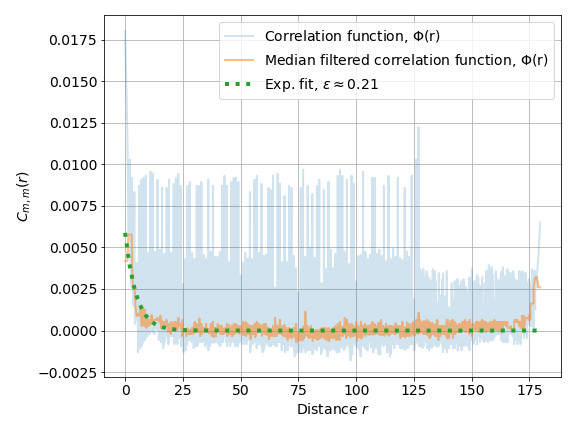 Correlation function, Φ(r)
Median filtered correlation function, Φ(r)
Exp. fit, ε ≈ 0.21
0.0175
0.0150
0.0125
0.0100
0.0075
0.0050
0.0025
0.0000
−0.0025
C_{m,m}(r)
0 25 50 75 100 125 150 175
Distance r